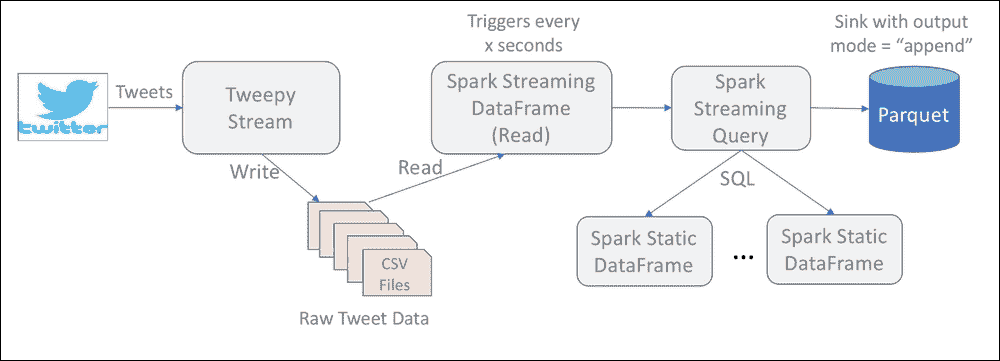 Triggers every
x seconds
Sink with output
mode = “append”
twitter
Tweets
Tweepy
Stream
Spark Streaming
DataFrame
(Read)
Spark
Streaming
Query
Parquet
Write
Read
SQL
CSV
Files
Raw Tweet Data
Spark Static
DataFrame
...
Spark Static
DataFrame